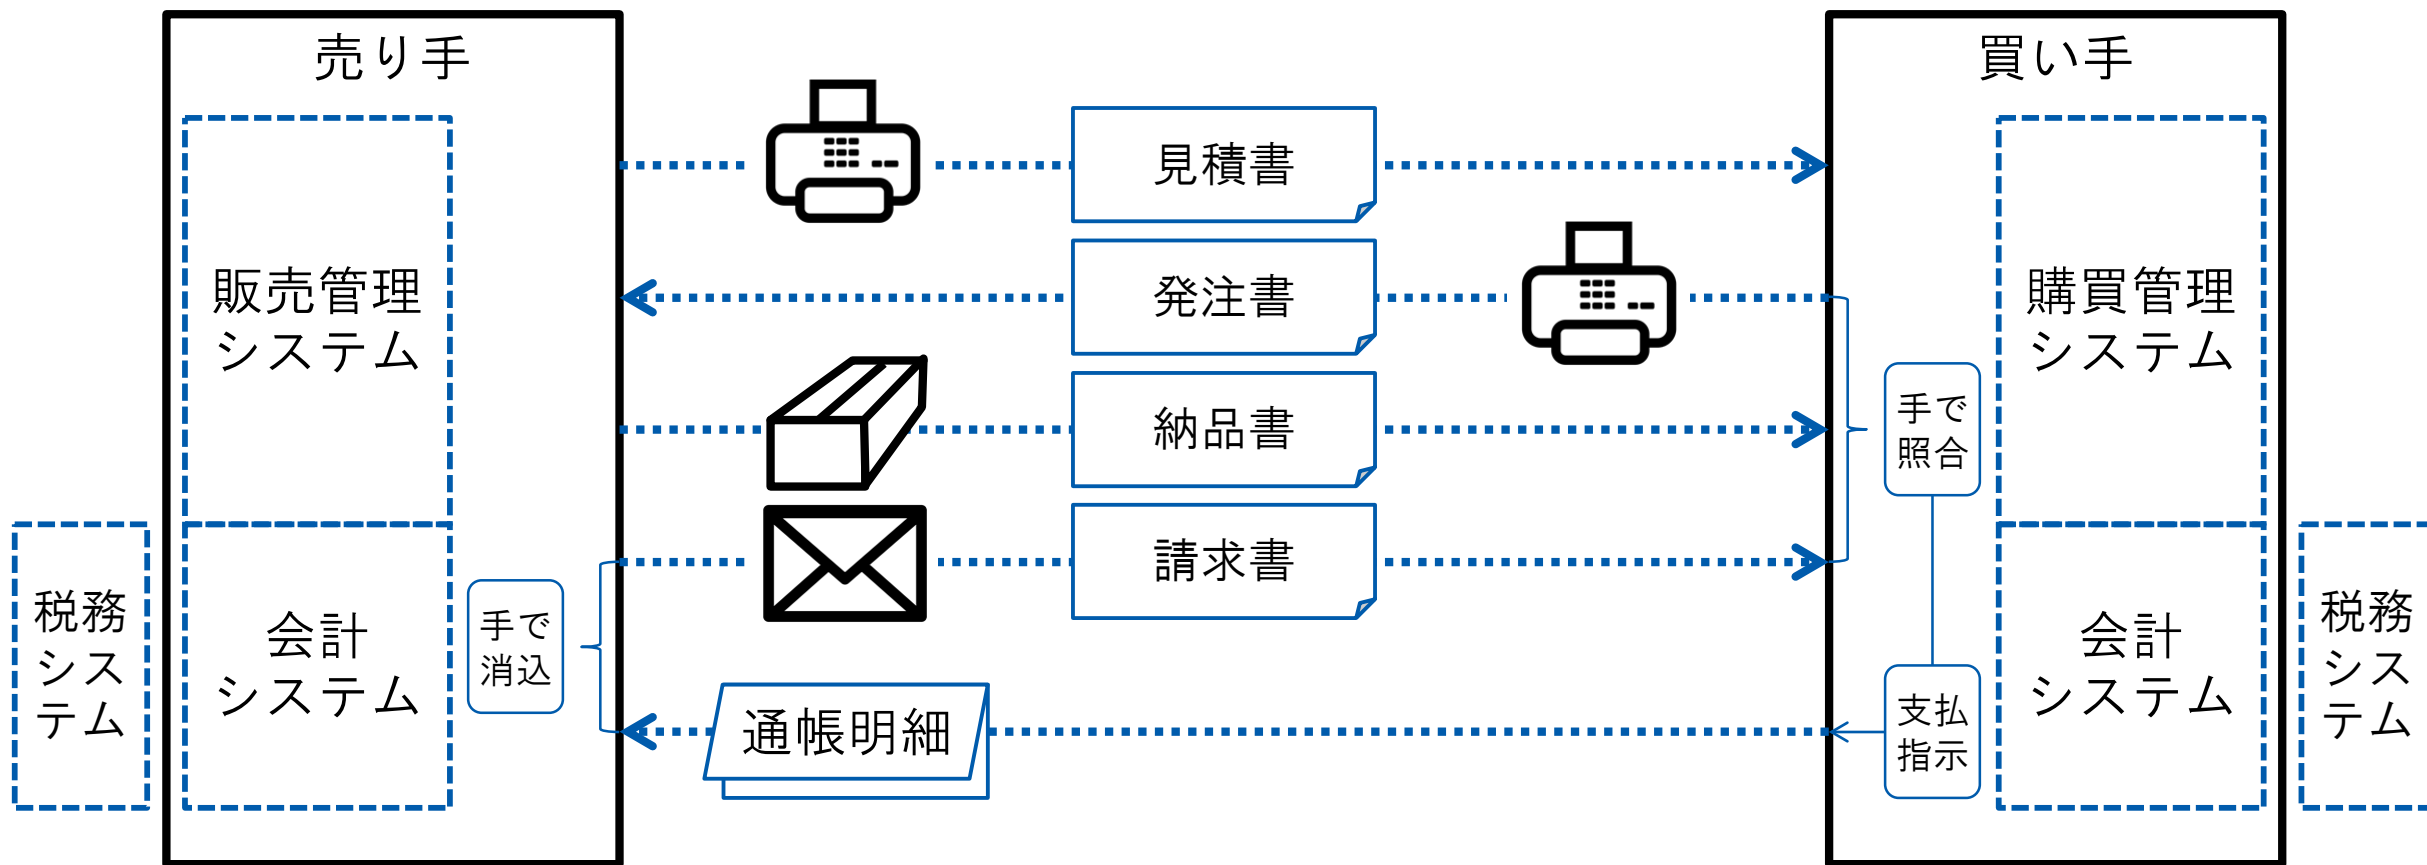 売り手
買い手
見積書
発注書
納品書
請求書
通帳明細
販売管理
システム
会計
システム
税務
シス
テム
手で
消込
購買管理
システム
手で
照合
会計
システム
支払
指示
税務
シス
テム